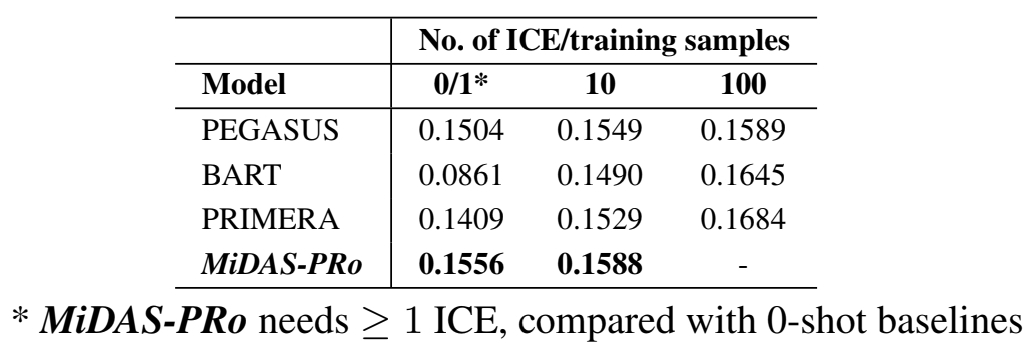 No. of ICE/training samples
Model 0/1* 10 100
PEGASUS 0.1504 0.1549 0.1589
BART 0.0861 0.1490 0.1645
PRIMERA 0.1409 0.1529 0.1684
MiDAS-PRo 0.1556 0.1588 -
* MiDAS-PRo needs ≥ 1 ICE, compared with 0-shot baselines